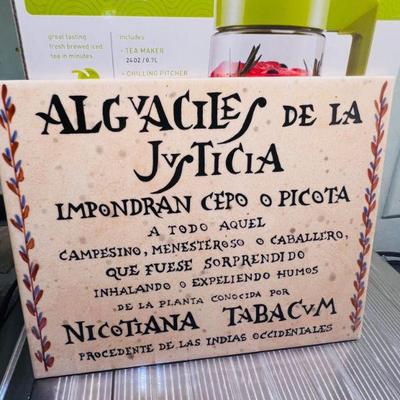 great tasting
fresh brewed iced
tea in minutes
includes:
• TEA MAKER
24OZ / 0.7L
• CHILLING PITCHER
ALGVACILES DE LA
JVSTICIA
IMPONDRAN CEPO O PICOTA
A TODO AQUEL
CAMPESINO, MENESTEROSO O CABALLERO,
QUE FUESE SORPRENDIDO
INHALANDO O EXPELIENDO HUMOS
DE LA PLANTA CONOCIDA POR
NICOTIANA TABACVM
PROCEDENTE DE LAS INDIAS OCCIDENTALES